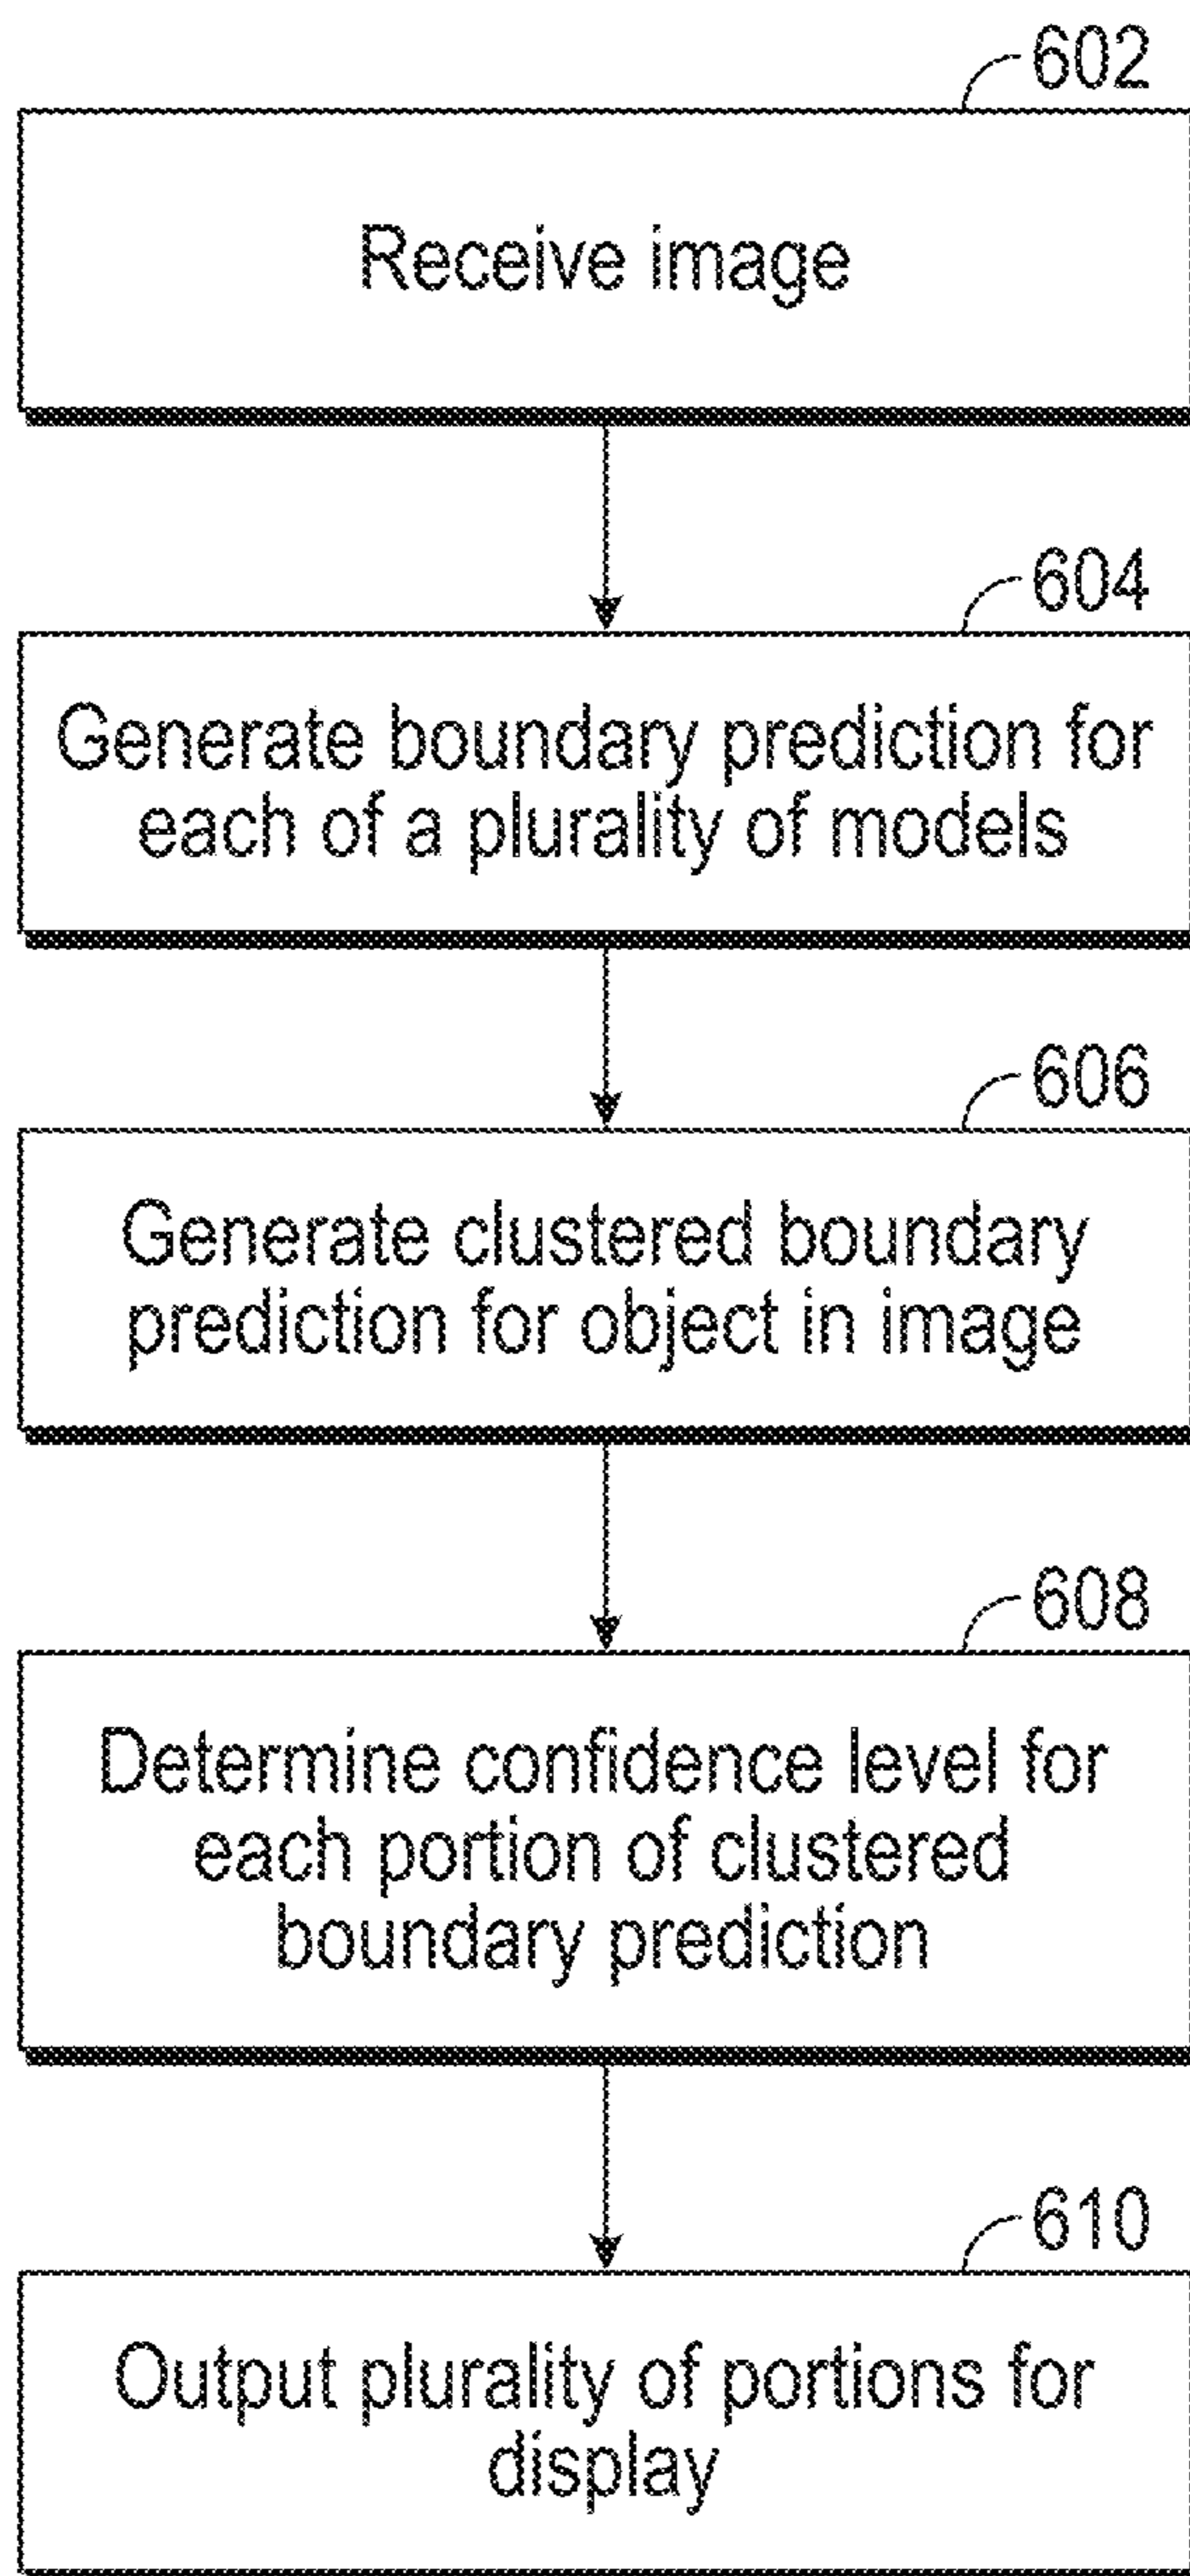 602
Receive image
604
Generate boundary prediction for
each of a plurality of models
606
Generate clustered boundary
prediction for object in image
608
Determine confidence level for
each portion of clustered
boundary prediction
610
Output plurality of portions for
display